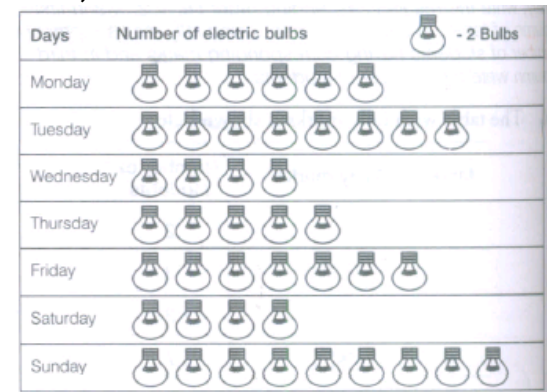 Days Number of electric bulbs - 2 Bulbs
Monday
Tuesday
Wednesday
Thursday
Friday
Saturday
Sunday